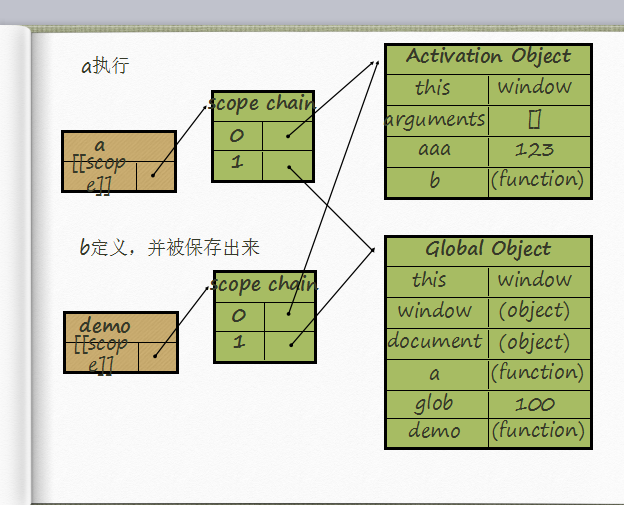 a执行
a
[[scop
e]]
scope chain
0
1
Activation Object
this window
arguments []
aaa 123
b (function)
b定义，并被保存出来
demo
[[scop
e]]
scope chain
0
1
Global Object
this window
window (object)
document (object)
a (function)
glob 100
demo (function)